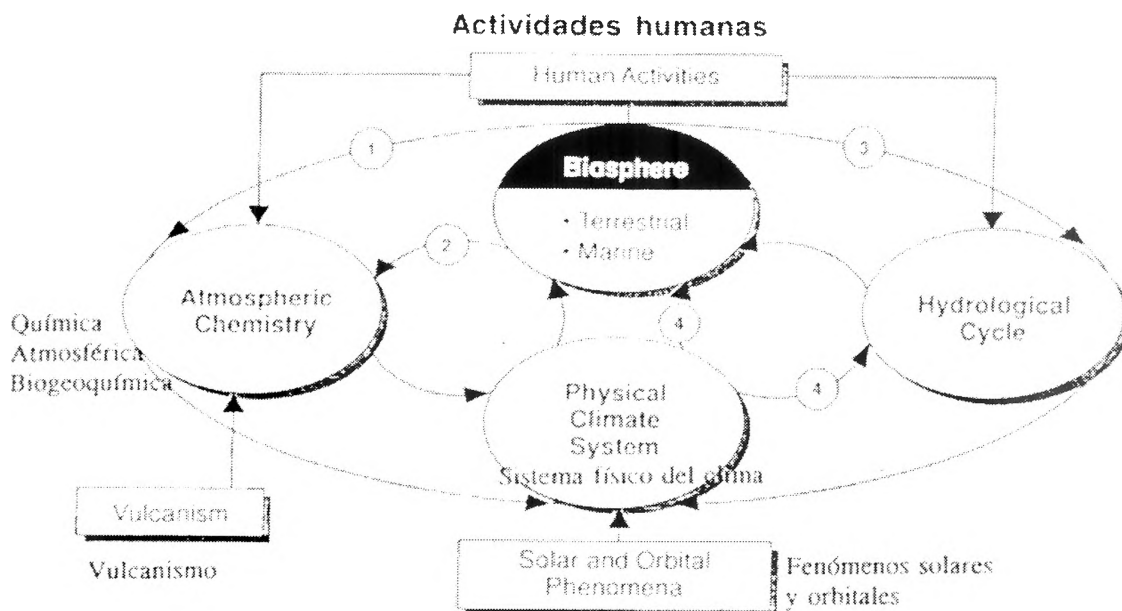 Actividades humanas
Human Activities
1
3
Biosphere
• Terrestrial
• Marine
2
Atmospheric
Chemistry
Química
Atmosférica
Biogeoquímica
4
Hydrological
Cycle
Physical
Climate
System
Sistema físico del clima
4
Vulcanism
Vulcanismo
Solar and Orbital
Phenomena
Fenómenos solares
y orbitales